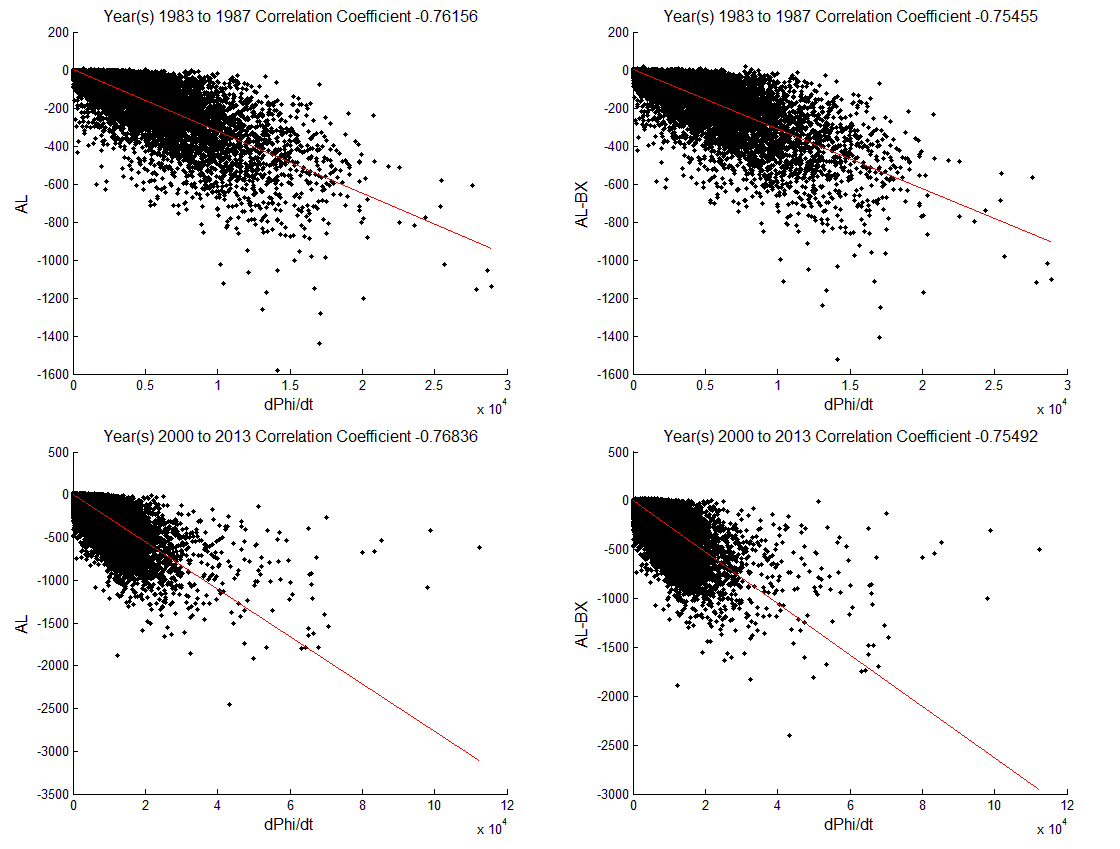 Year(s) 1983 to 1987 Correlation Coefficient -0.76156
200
0
-200
-400
-600
-800
-1000
-1200
-1400
-1600
AL
0 0.5 1 1.5 2 2.5 3
dPhi/dt
x 10^4
Year(s) 1983 to 1987 Correlation Coefficient -0.75455
200
0
-200
-400
-600
-800
-1000
-1200
-1400
-1600
AL-BX
0 0.5 1 1.5 2 2.5 3
dPhi/dt
x 10^4
Year(s) 2000 to 2013 Correlation Coefficient -0.76836
500
0
-500
-1000
-1500
-2000
-2500
-3000
-3500
AL
0 2 4 6 8 10 12
dPhi/dt
x 10^4
Year(s) 2000 to 2013 Correlation Coefficient -0.75492
500
0
-500
-1000
-1500
-2000
-2500
-3000
AL-BX
0 2 4 6 8 10 12
dPhi/dt
x 10^4